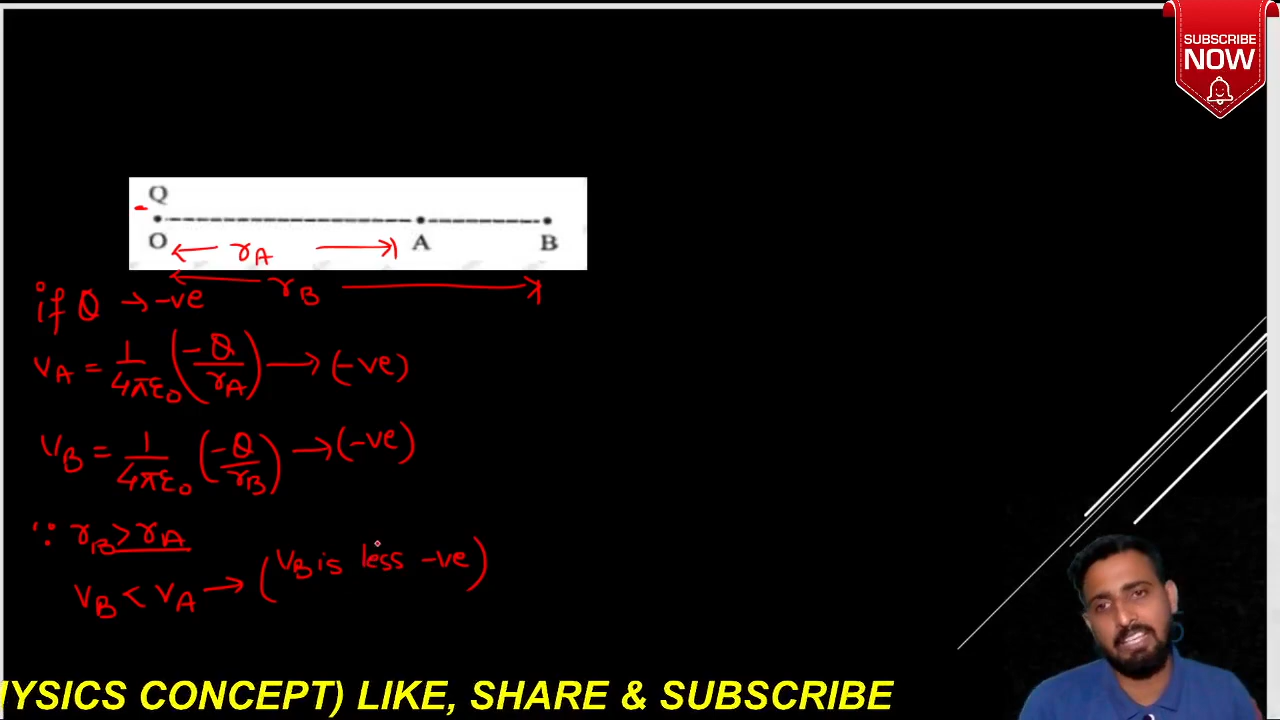 SUBSCRIBE
NOW
- Q
O A B
rA
rB
if Q → -ve
VA = 1/4πε0 (-Q/rA) → (-ve)
VB = 1/4πε0 (-Q/rB) → (-ve)
∵ rB > rA
VB < VA → (VB is less -ve)
HYSICS CONCEPT) LIKE, SHARE & SUBSCRIBE